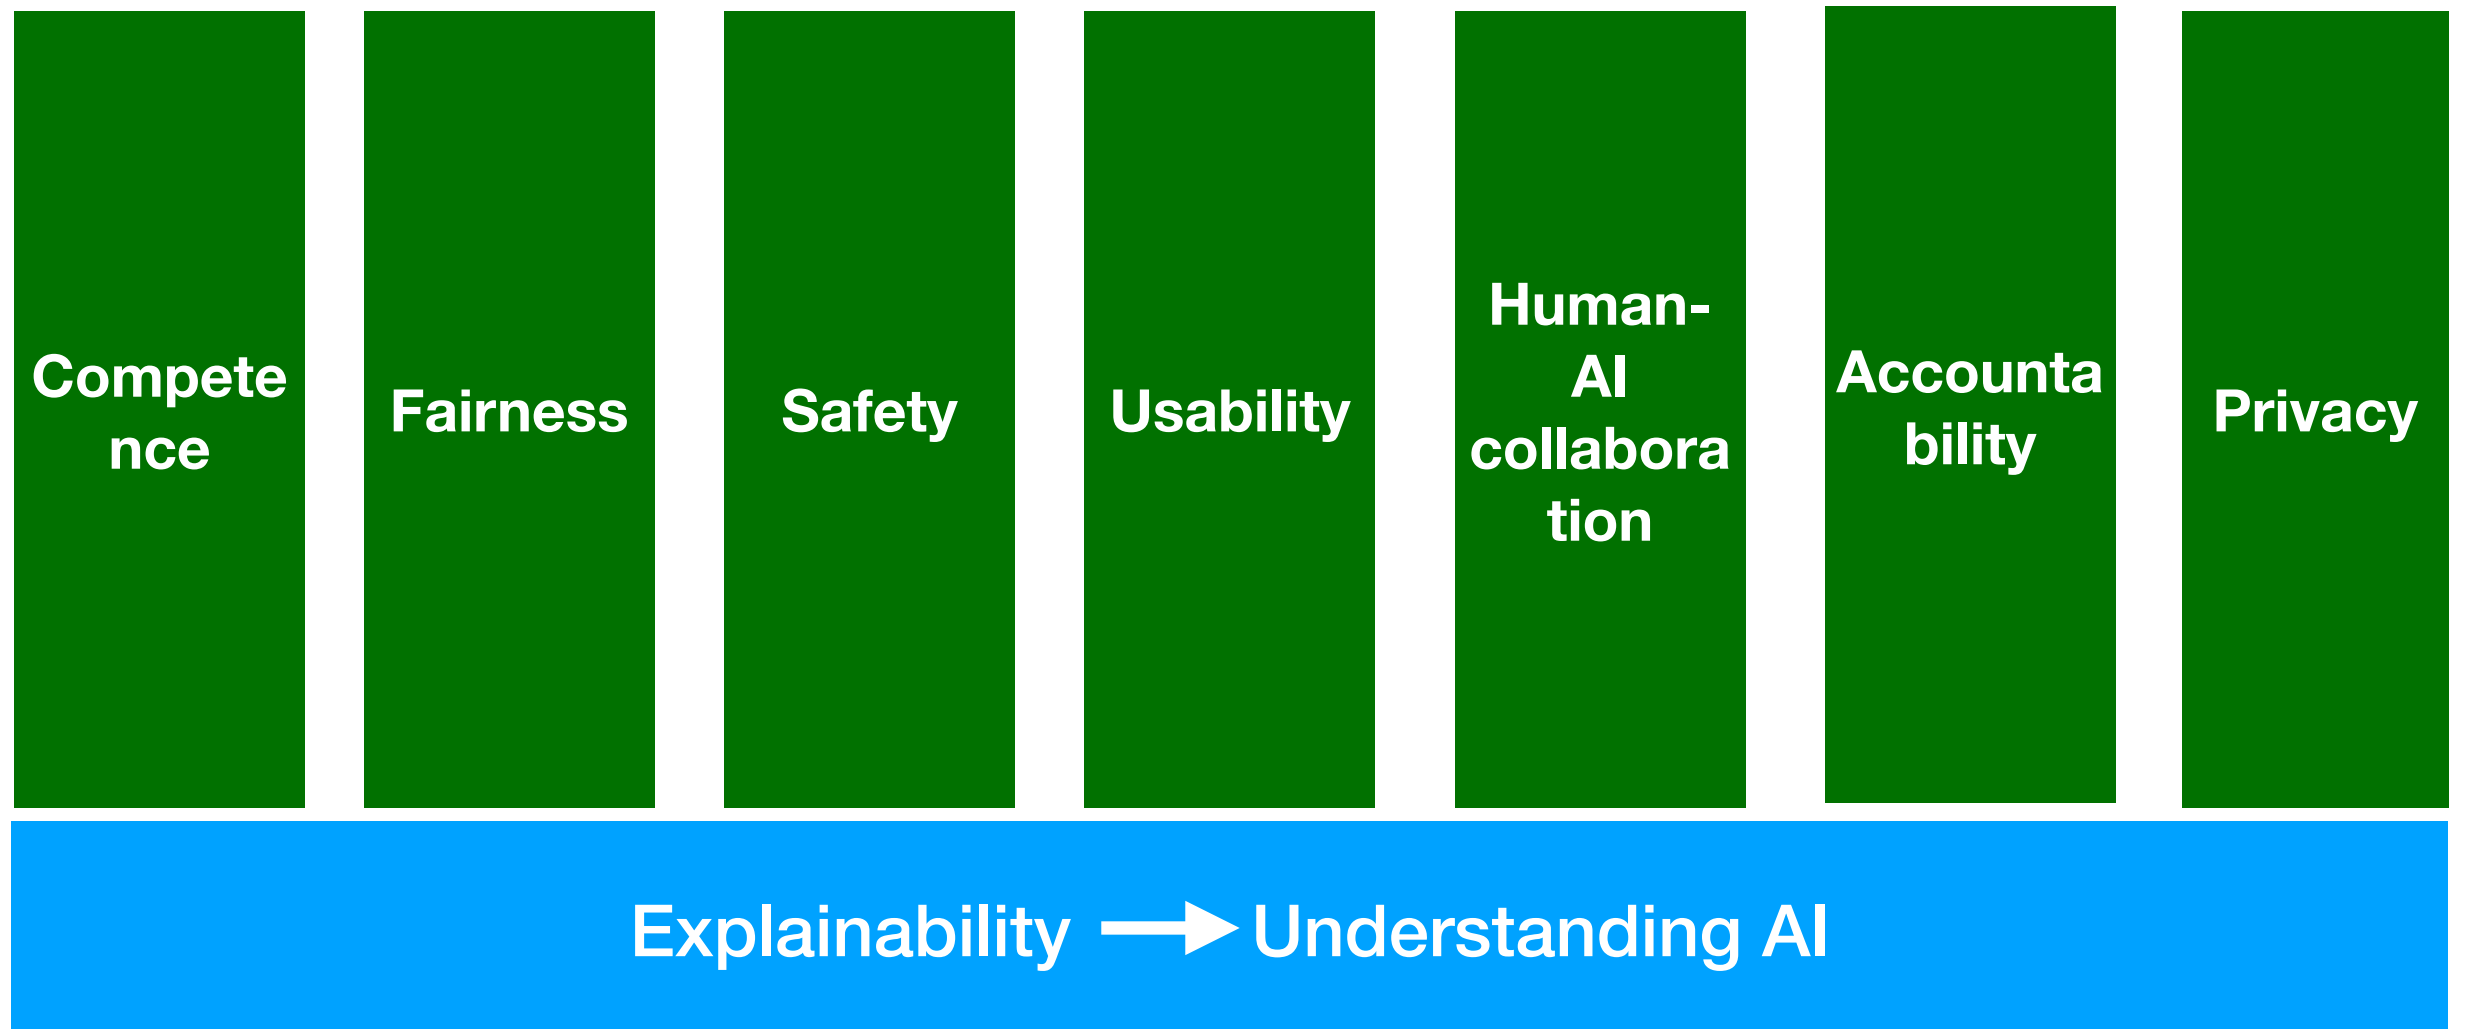 Compete
nce
Fairness
Safety
Usability
Human-
AI
collabora
tion
Accounta
bility
Privacy
Explainability
Understanding AI